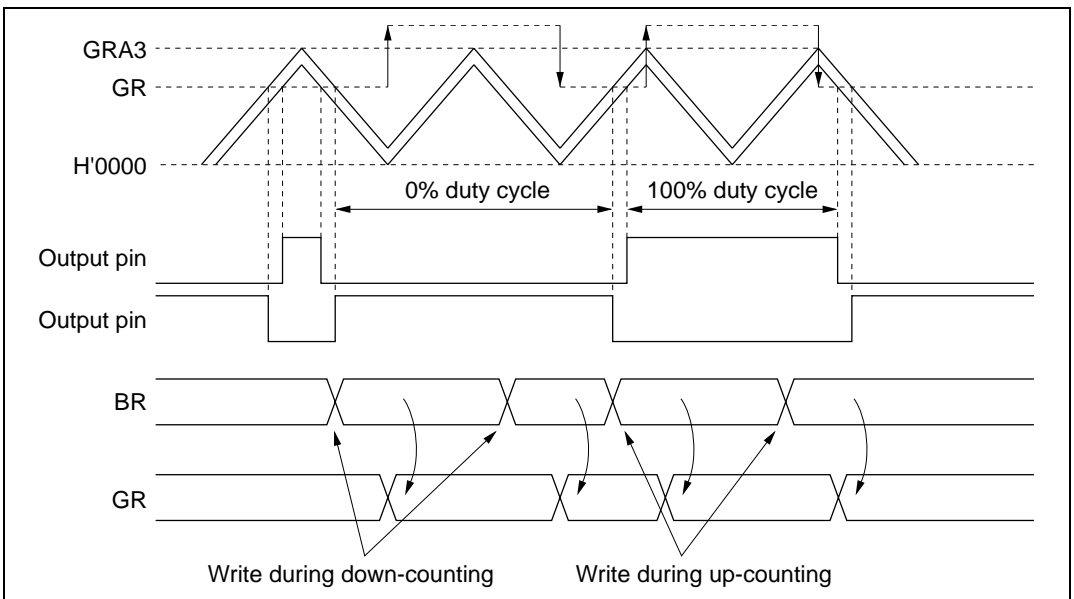 GRA3
GR
H'0000
0% duty cycle
100% duty cycle
Output pin
Output pin
BR
GR
Write during down-counting
Write during up-counting